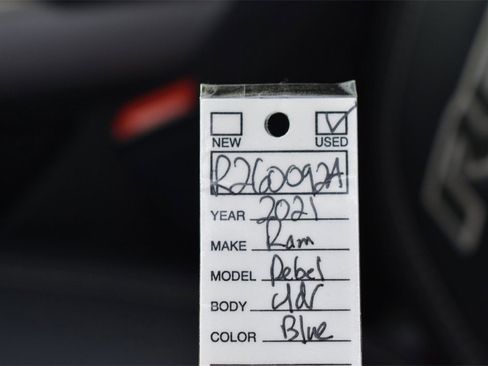 NEW USED
R260092A
YEAR 2021
MAKE Ram
MODEL Rebel
BODY 4dr
COLOR Blue